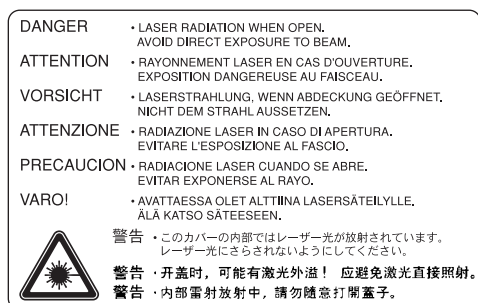 DANGER • LASER RADIATION WHEN OPEN.
AVOID DIRECT EXPOSURE TO BEAM.
ATTENTION • RAYONNEMENT LASER EN CAS D'OUVERTURE.
EXPOSITION DANGEREUSE AU FAISCEAU.
VORSICHT • LASERSTRAHLUNG, WENN ABDECKUNG GEÖFFNET.
NICHT DEM STRAHL AUSSETZEN.
ATTENZIONE • RADIAZIONE LASER IN CASO DI APERTURA.
EVITARE L'ESPOSIZIONE AL FASCIO.
PRECAUCION • RADIACIONE LASER CUANDO SE ABRE.
EVITAR EXPONERSE AL RAYO.
VARO! • AVATTAESSA OLET ALTTIINA LASERSÄTEILYLLE.
ÄLÄ KATSO SÄTEESEEN.
警告 ・このカバーの内部ではレーザー光が放射されています。
レーザー光にさらされないようにしてください。
警告 ・开盖时，可能有激光外溢！ 应避免激光直接照射。
警告 ・内部雷射放射中，請勿隨意打開蓋子。